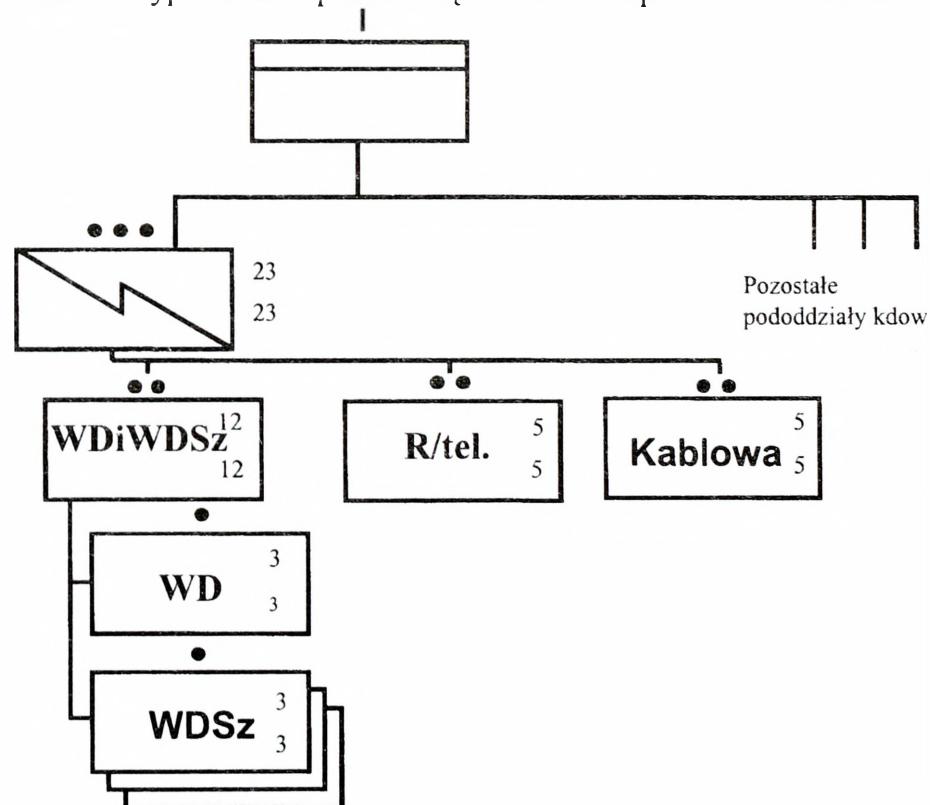 23
23
Pozostałe
pododdziały kdow
WDiWDSz 12
12
R/tel. 5
5
Kablowa 5
5
WD 3
3
WDSz 3
3